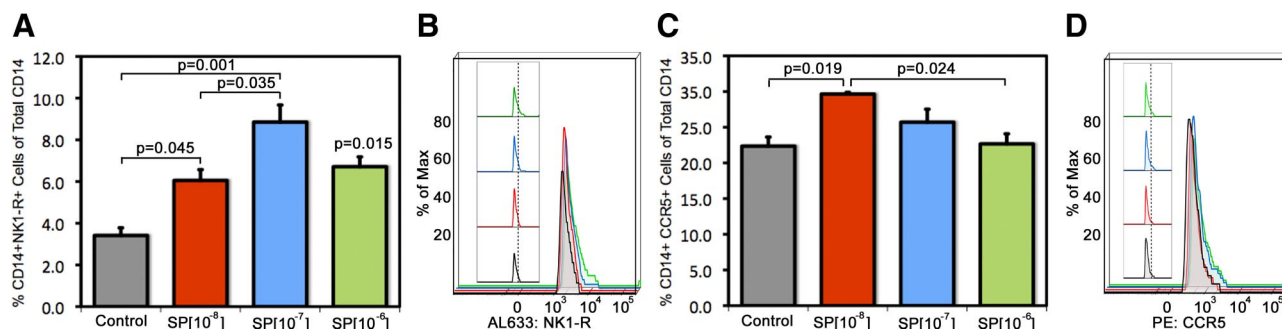 A
% CD14+NK1-R+ Cells of Total CD14
12.0
10.0
8.0
6.0
4.0
2.0
0.0
p=0.001
p=0.035
p=0.045
p=0.015
Control
SP[10⁻⁸]
SP[10⁻⁷]
SP[10⁻⁶]
B
% of Max
80
60
40
20
0
10³
10⁴
10⁵
AL633: NK1-R
C
% CD14+ CCR5+ Cells of Total CD14
35.0
35.0
25.0
20.0
15.0
10.0
5.0
0.0
p=0.019
p=0.024
Control
SP[10⁻⁸]
SP[10⁻⁷]
SP[10⁻⁶]
D
% of Max
80
60
40
20
0
10³
10⁴
10⁵
PE: CCR5